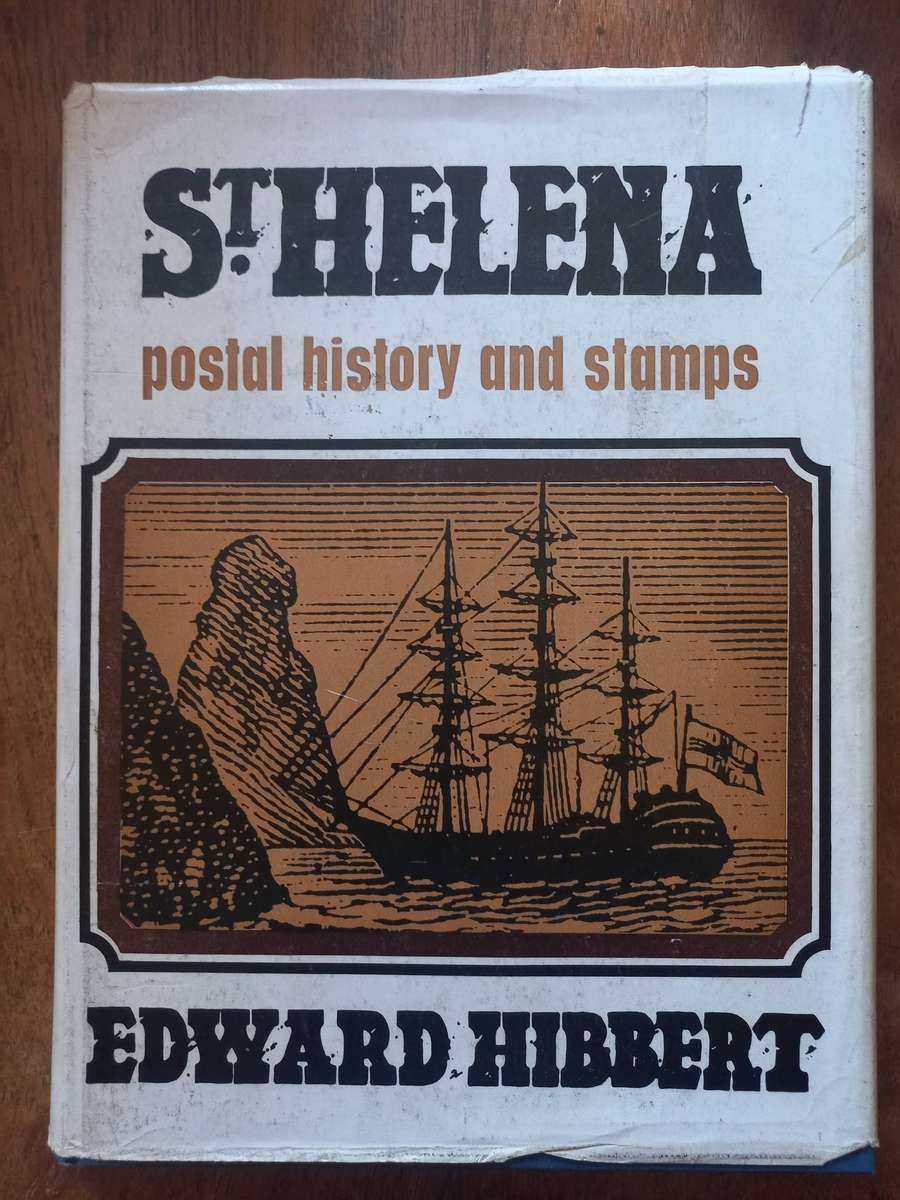 ST. HELENA
postal history and stamps
EDWARD HIBBERT